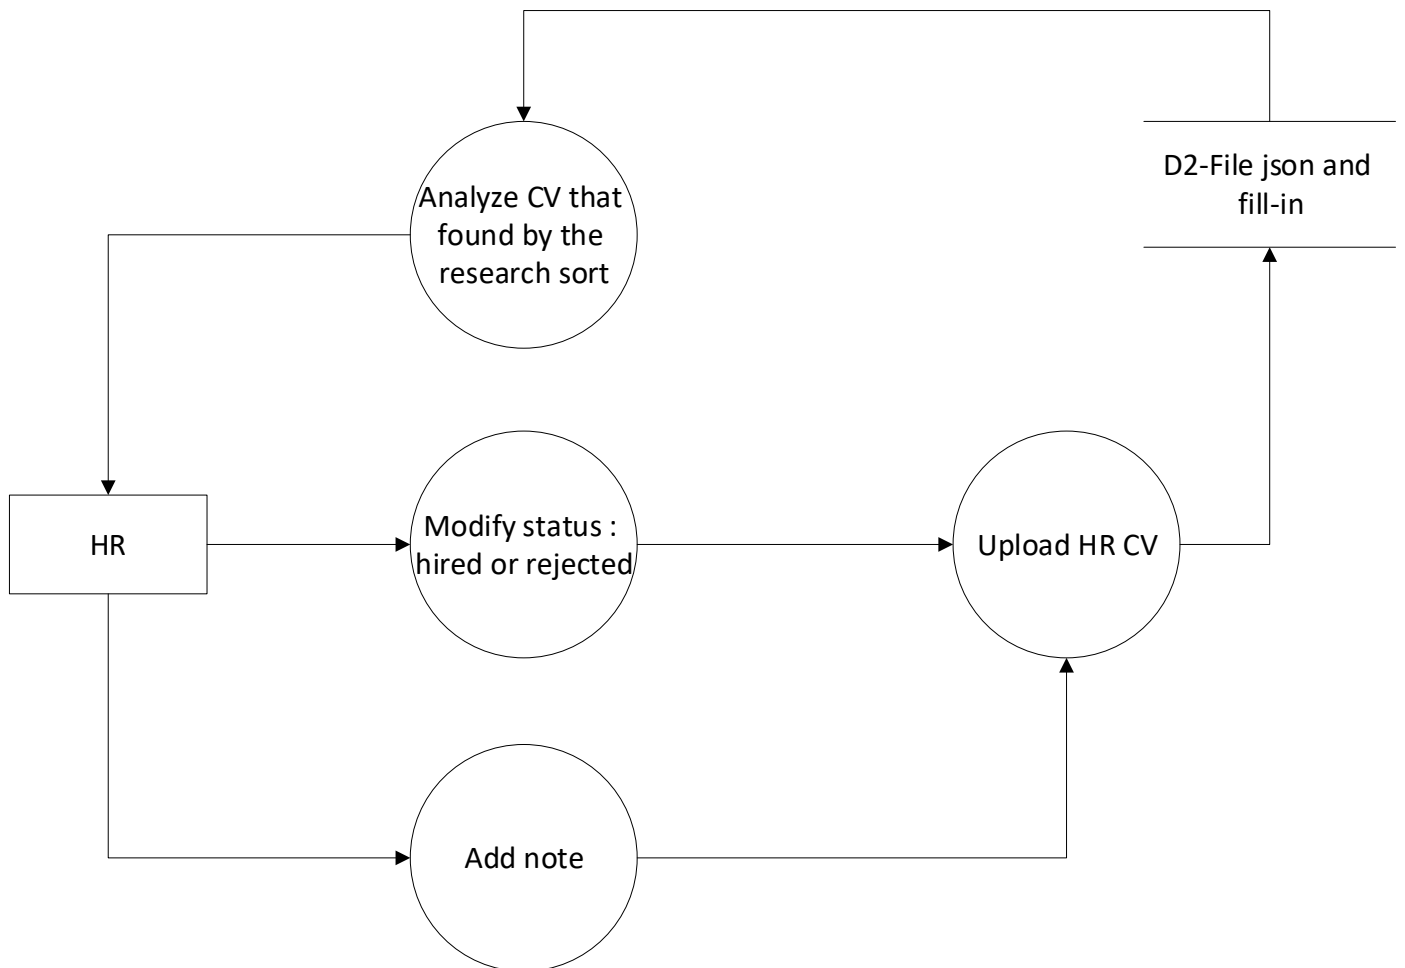 Analyze CV that
found by the
research sort
D2-File json and
fill-in
HR
Modify status :
hired or rejected
Upload HR CV
Add note